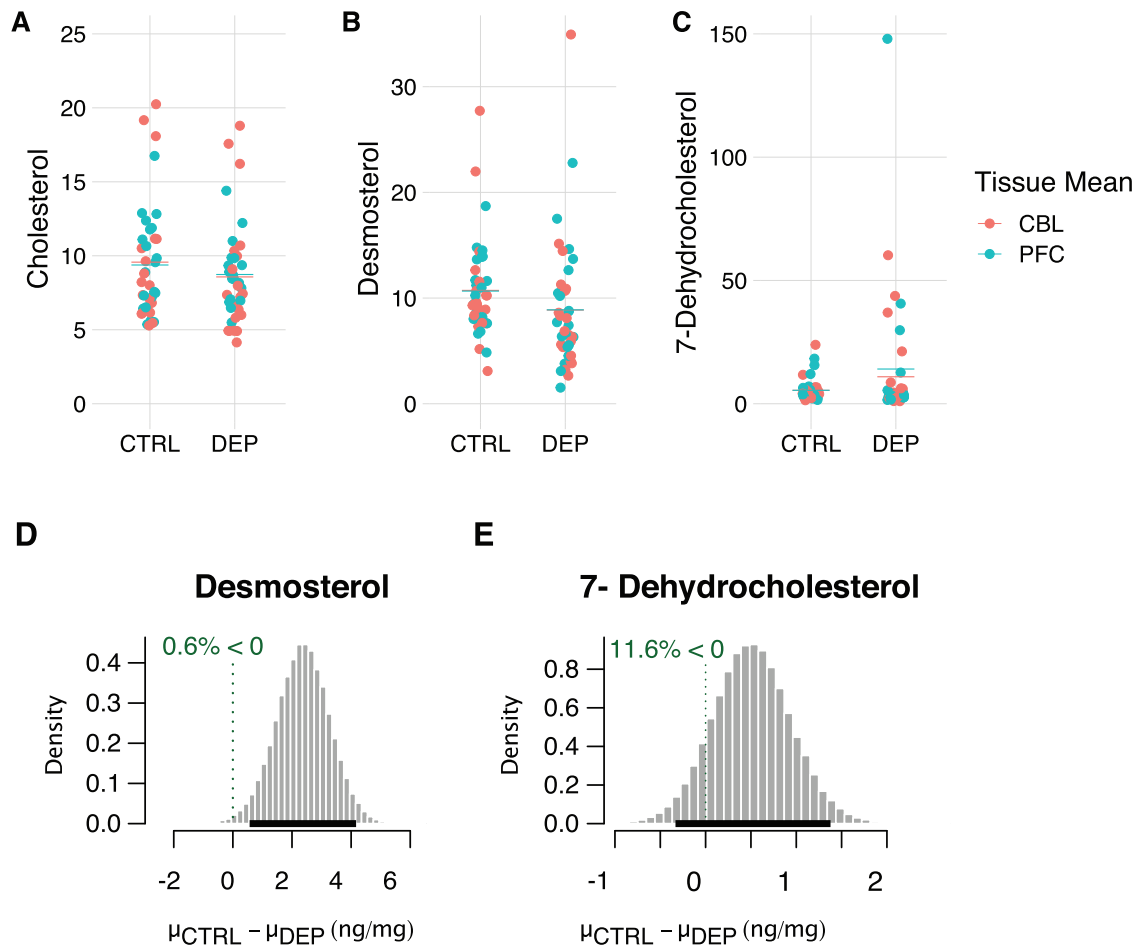 A
B
C
25
20
15
10
5
0
Cholesterol
CTRL
DEP
30
20
10
0
Desmosterol
CTRL
DEP
150
100
50
0
7-Dehydrocholesterol
CTRL
DEP
Tissue Mean
CBL
PFC
D
Desmosterol
0.6% < 0
0.4
0.3
0.2
0.1
0.0
Density
-2
0
2
4
6
µCTRL – µDEP (ng/mg)
E
7- Dehydrocholesterol
11.6% < 0
0.8
0.6
0.4
0.2
0.0
Density
-1
0
1
2
µCTRL – µDEP (ng/mg)